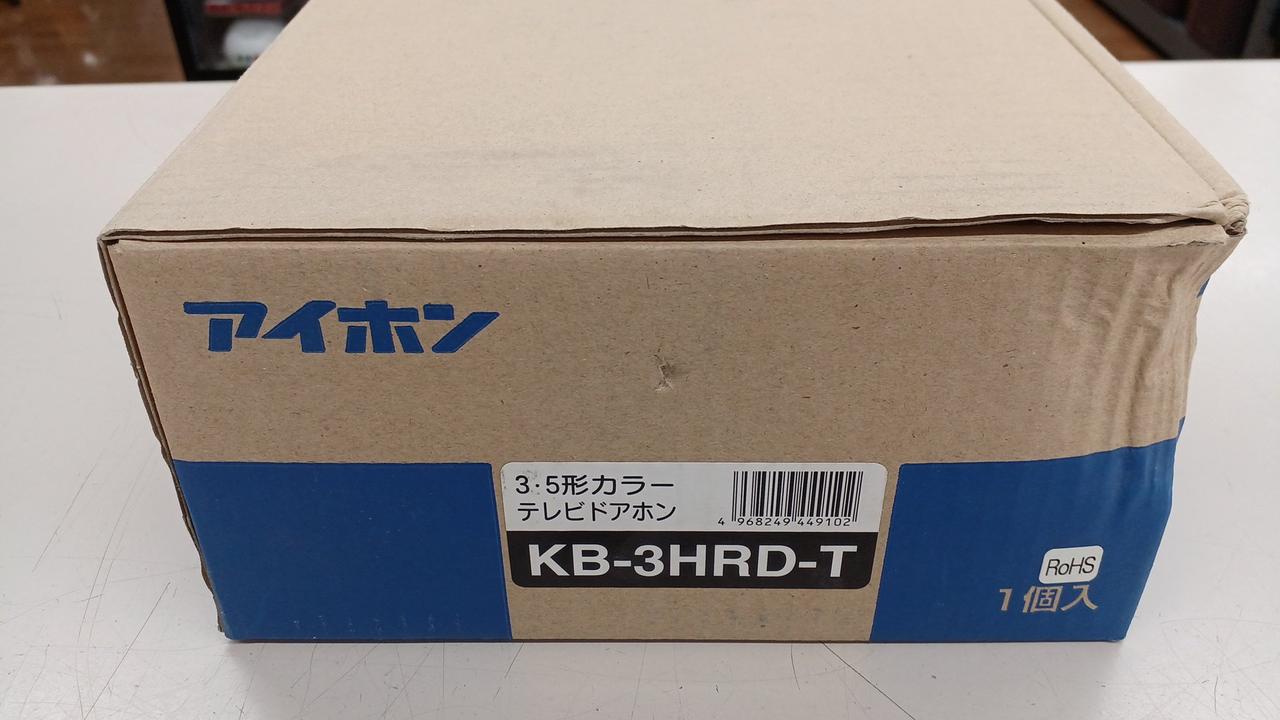 アイホン
3.5形カラー
テレビドアホン
4 968249 449102
KB-3HRD-T
RoHS
1個入